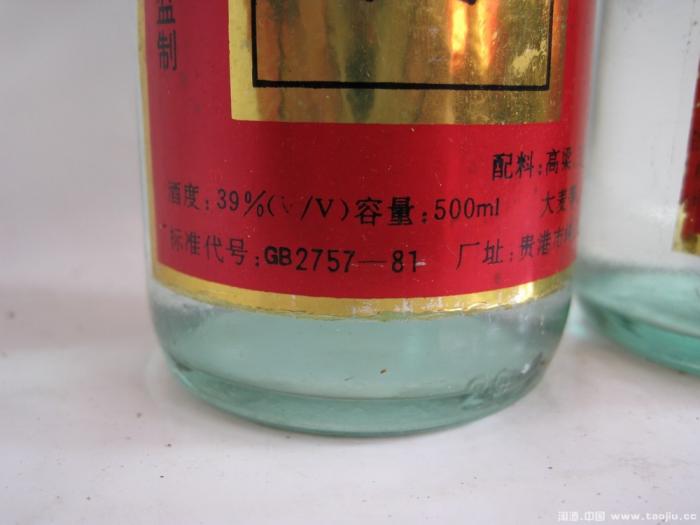 监制
配料:高粱
酒度:39%(V/V)容量:500ml 大麦
标准代号:GB2757—81 厂址:贵港市
淘酒.中国 www.taojiu.cc